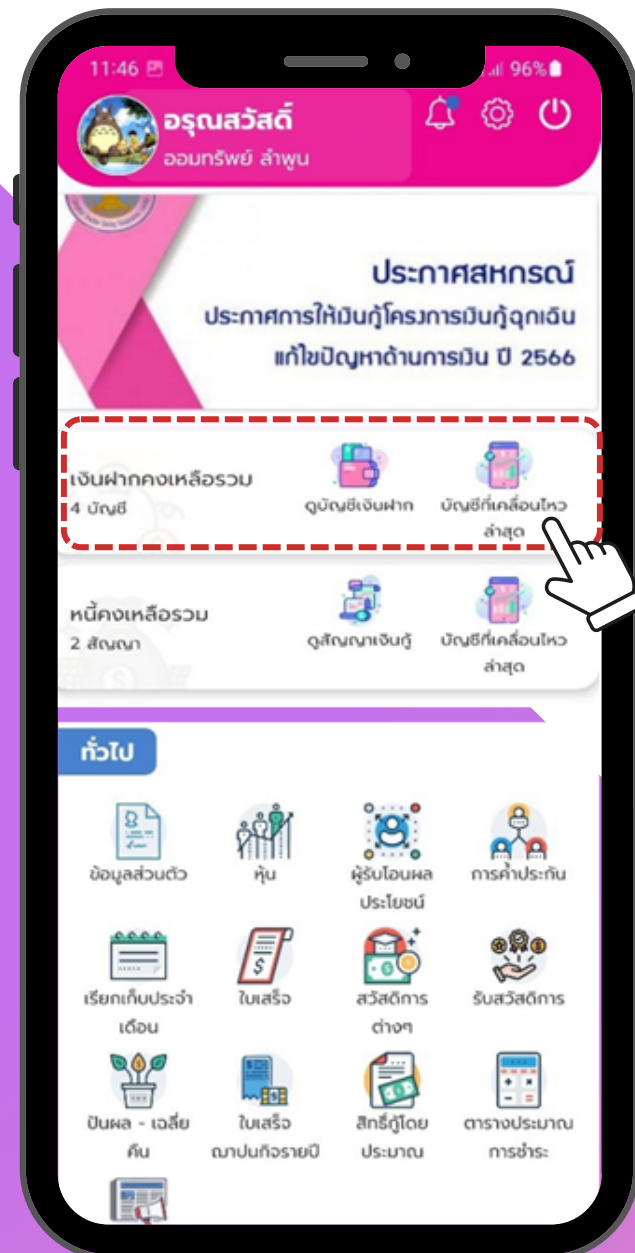 11:46
96%
อรุณสวัสดิ์
ออมทรัพย์ ลำพูน
ประกาศสหกรณ์
ประกาศการให้เงินกู้โครงการเงินกู้ฉุกเฉิน
แก้ไขปัญหาด้านการเงิน ปี 2566
เงินฝากคงเหลือรวม
4 บัญชี
ดูบัญชีเงินฝาก
บัญชีที่เคลื่อนไหว
ล่าสุด
หนี้คงเหลือรวม
2 สัญญา
ดูสัญญาเงินกู้
บัญชีที่เคลื่อนไหว
ล่าสุด
ทั่วไป
ข้อมูลส่วนตัว
หุ้น
ผู้รับโอนผล
ประโยชน์
การค้ำประกัน
เรียกเก็บประจำ
เดือน
ใบเสร็จ
สวัสดิการ
ต่างๆ
รับสวัสดิการ
ปันผล - เฉลี่ย
คืน
ใบเสร็จ
ฌาปนกิจรายปี
สิทธิ์กู้โดย
ประมาณ
ตารางประมาณ
การชำระ